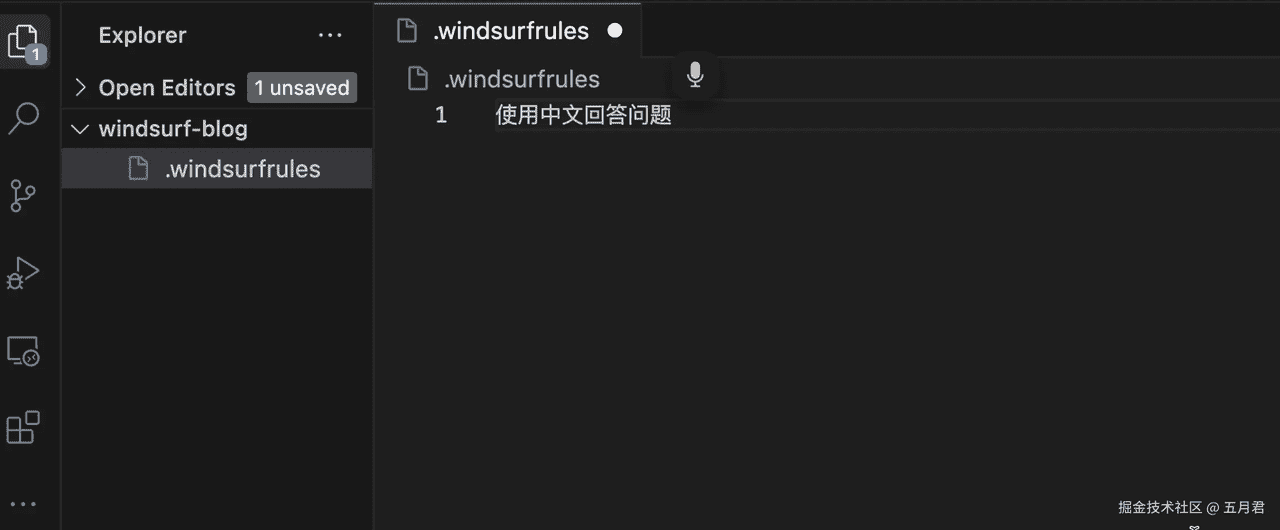 Explorer
.windsurfrules
1
Open Editors
1 unsaved
.windsurfrules
windsurf-blog
1 使用中文回答问题
.windsurfrules
掘金技术社区 @ 五月君